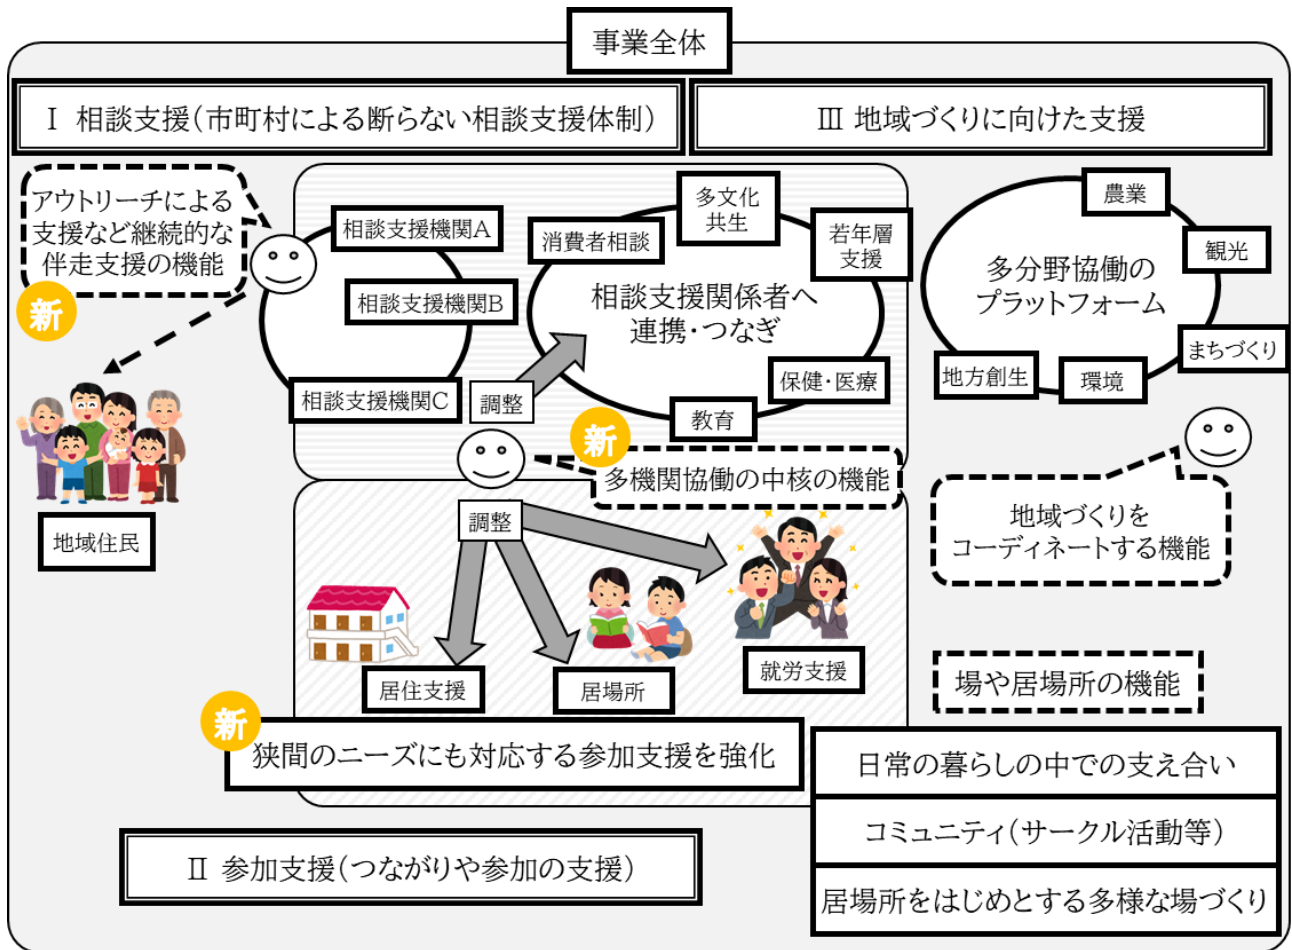 事業全体
Ⅰ 相談支援(市町村による断らない相談支援体制)
Ⅲ 地域づくりに向けた支援
アウトリーチによる
支援など継続的な
伴走支援の機能
新
相談支援機関A
相談支援機関B
相談支援機関C
調整
消費者相談
多文化
共生
若年層
支援
相談支援関係者へ
連携・つなぎ
保健・医療
教育
農業
観光
多分野協働の
プラットフォーム
まちづくり
地方創生
環境
地域住民
新
多機関協働の中核の機能
調整
地域づくりを
コーディネートする機能
居住支援
居場所
就労支援
場や居場所の機能
新
狭間のニーズにも対応する参加支援を強化
日常の暮らしの中での支え合い
コミュニティ(サークル活動等)
居場所をはじめとする多様な場づくり
Ⅱ 参加支援(つながりや参加の支援)